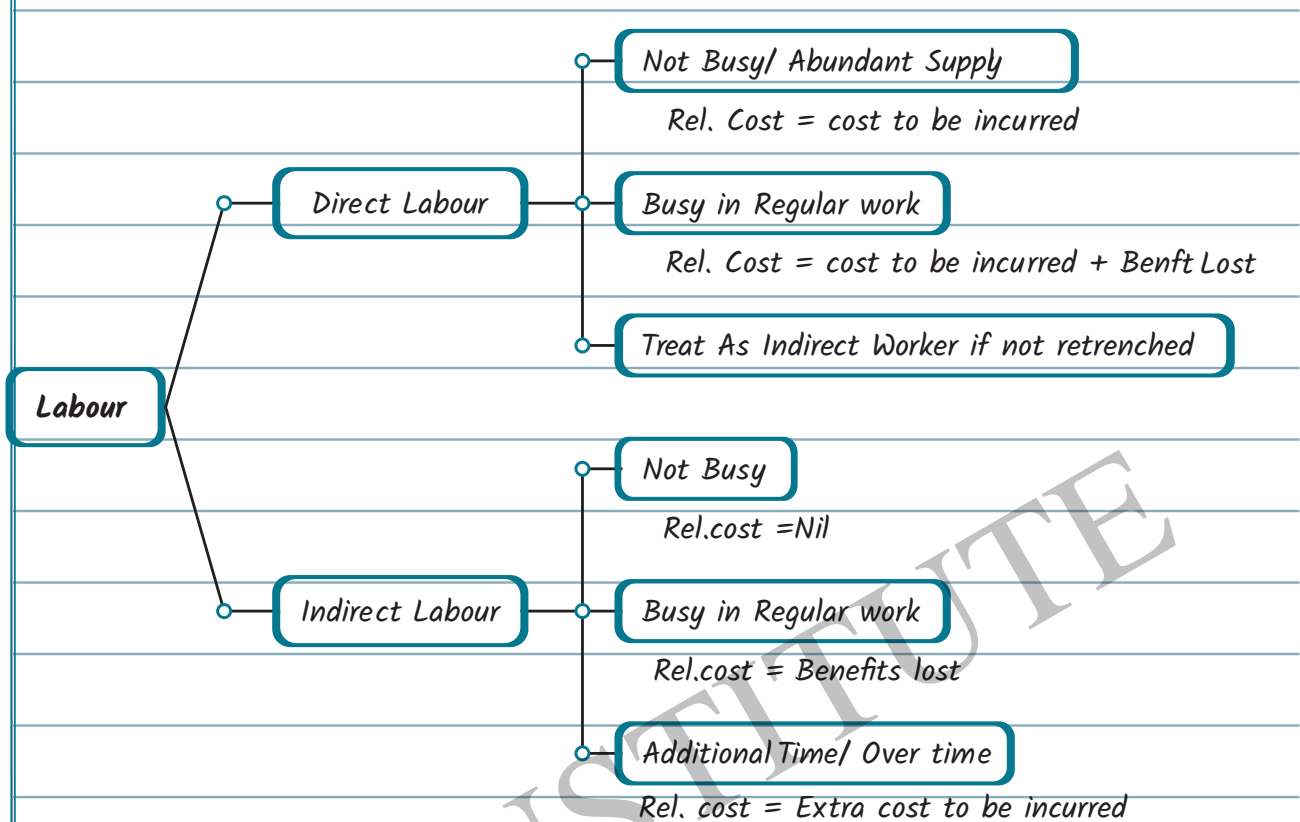 Not Busy/ Abundant Supply
Rel. Cost = cost to be incurred
Direct Labour
Busy in Regular work
Rel. Cost = cost to be incurred + Benft Lost
Treat As Indirect Worker if not retrenched
Labour
Not Busy
Rel.cost =Nil
Indirect Labour
Busy in Regular work
Rel.cost = Benefits lost
Additional Time/ Over time
Rel. cost = Extra cost to be incurred